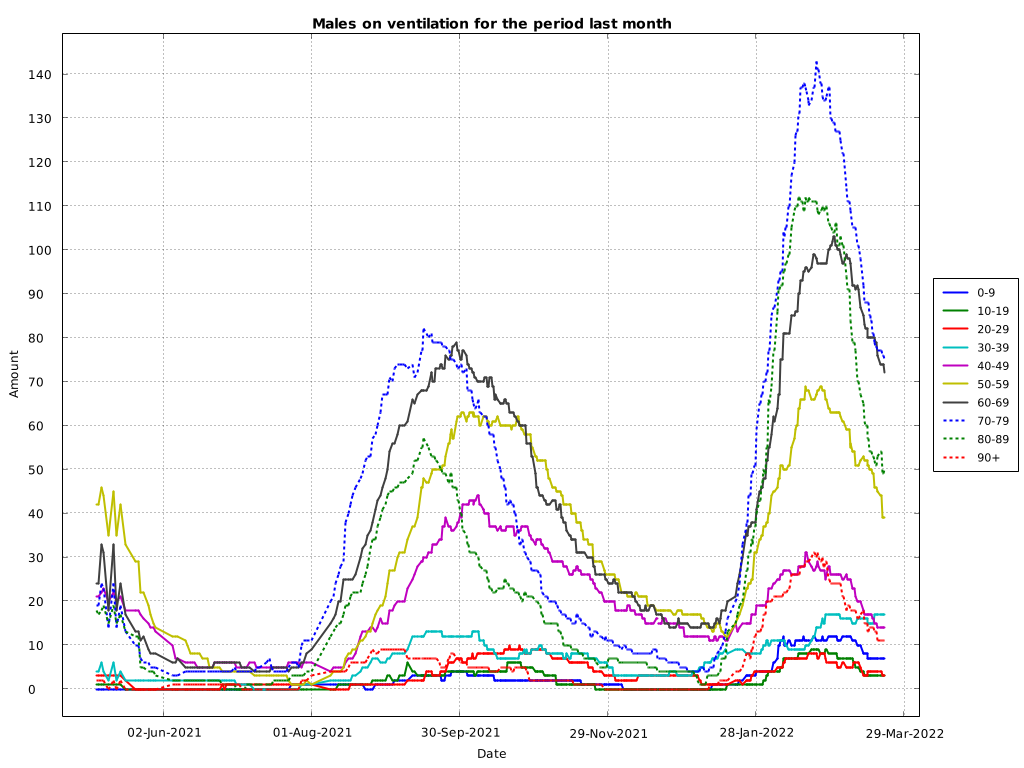 Males on ventilation for the period last month
140
130
120
110
100
90
80
70
60
50
40
30
20
10
0
Amount
02-Jun-2021
01-Aug-2021
30-Sep-2021
29-Nov-2021
28-Jan-2022
29-Mar-2022
Date
0-9
10-19
20-29
30-39
40-49
50-59
60-69
70-79
80-89
90+